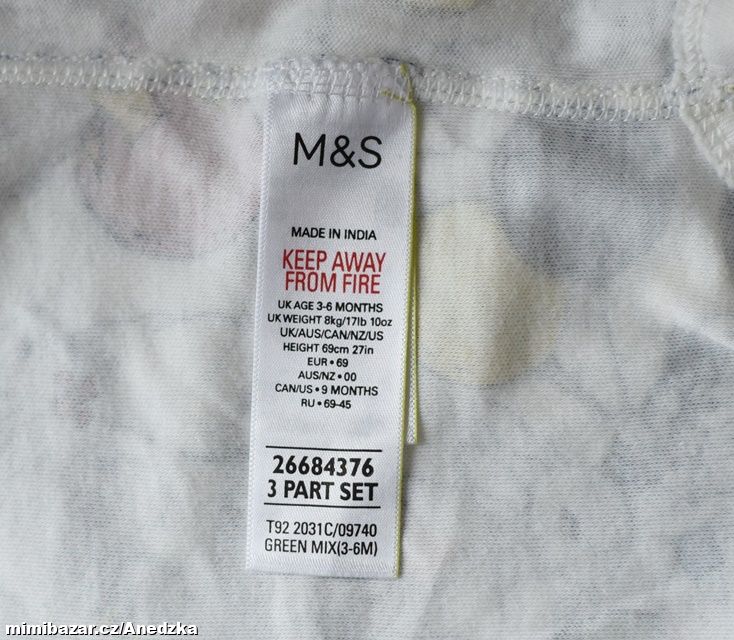 M&S
MADE IN INDIA
KEEP AWAY
FROM FIRE
UK AGE 3-6 MONTHS
UK WEIGHT 8kg/17lb 10oz
UK/AUS/CAN/NZ/US
HEIGHT 69cm 27in
EUR • 69
AUS/NZ • 00
CAN/US • 9 MONTHS
RU • 69-45
26684376
3 PART SET
T92 2031C/09740
GREEN MIX(3-6M)
mimibazar.cz/Anedzka